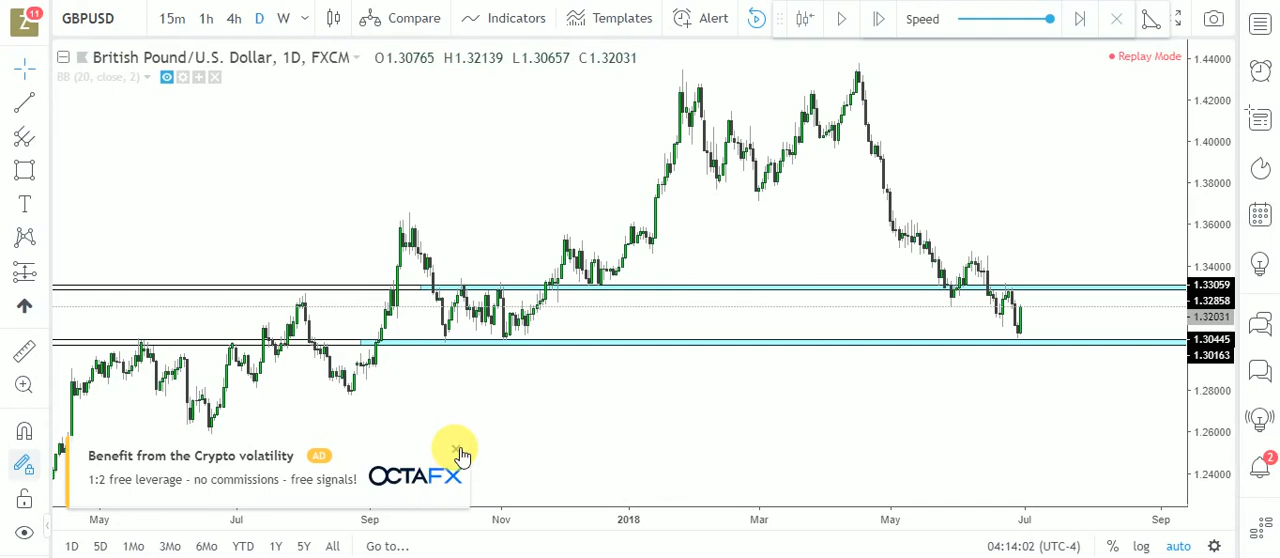 Z 11
GBPUSD 15m 1h 4h D W Compare Indicators Templates Alert Speed
British Pound/U.S. Dollar, 1D, FXCM O1.30765 H1.32139 L1.30657 C1.32031
Replay Mode
BB (20, close, 2)
1.44000
1.42000
1.40000
1.38000
1.36000
1.34000
1.33059
1.32858
1.32031
1.30445
1.30163
1.28000
1.26000
1.24000
Benefit from the Crypto volatility AD
1:2 free leverage - no commissions - free signals! OCTAFX
T
2
May Jul Sep Nov 2018 Mar May Jul Sep
1D 5D 1Mo 3Mo 6Mo YTD 1Y 5Y All Go to... 04:14:02 (UTC-4) % log auto